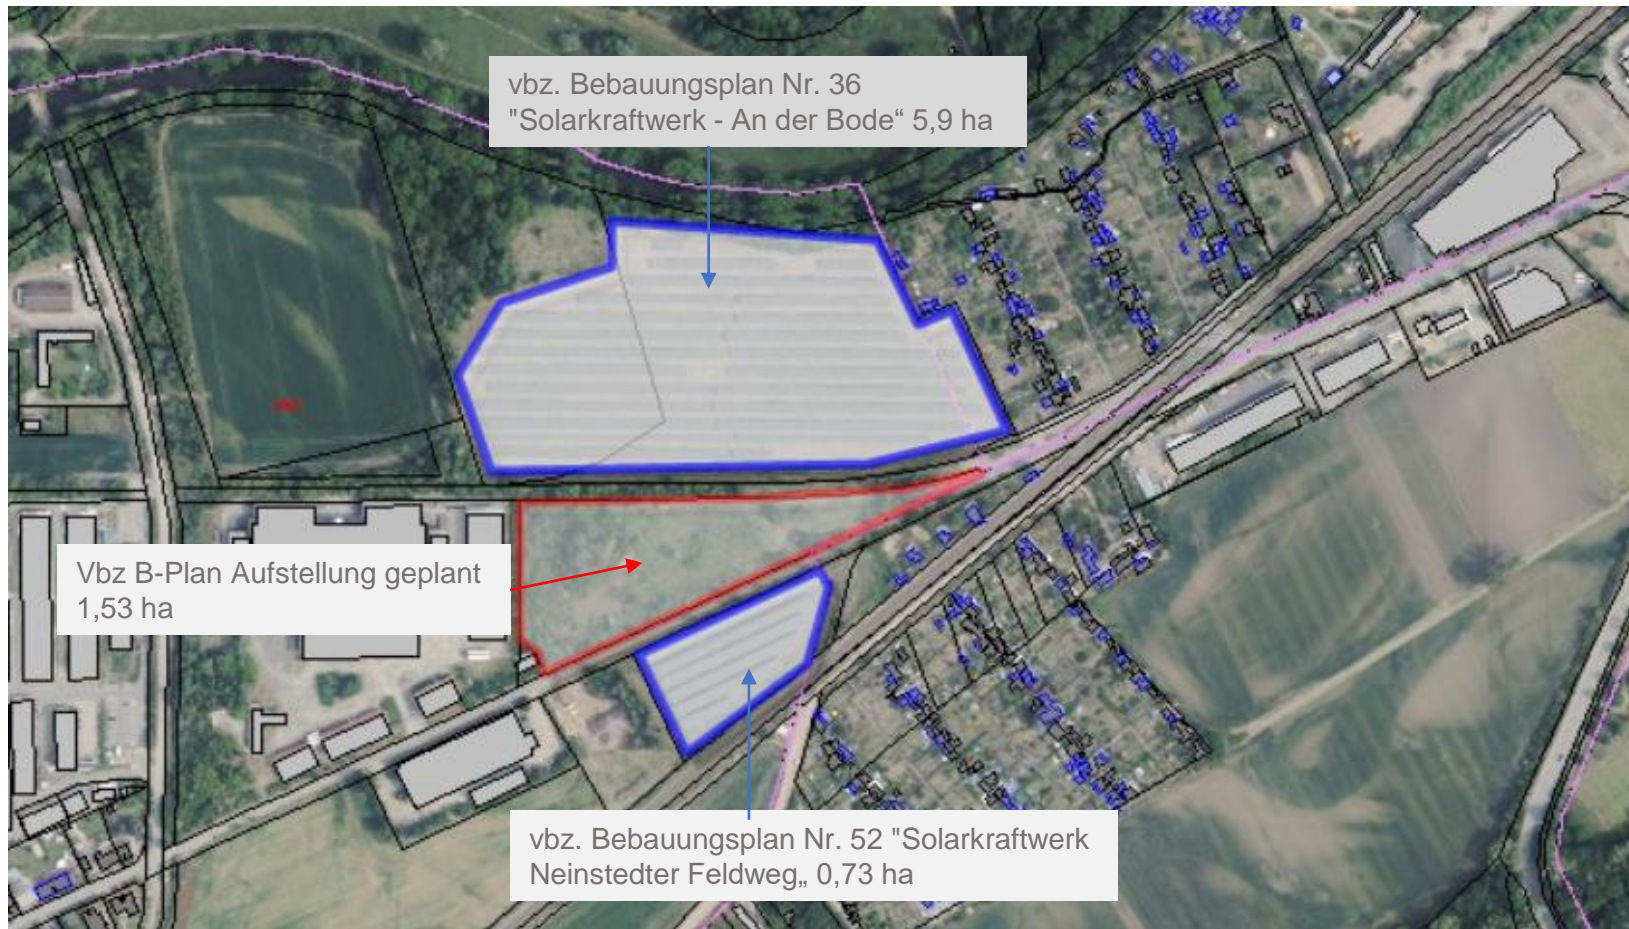 vbz. Bebauungsplan Nr. 36
"Solarkraftwerk - An der Bode“ 5,9 ha
Vbz B-Plan Aufstellung geplant
1,53 ha
vbz. Bebauungsplan Nr. 52 "Solarkraftwerk
Neinstedter Feldweg„ 0,73 ha